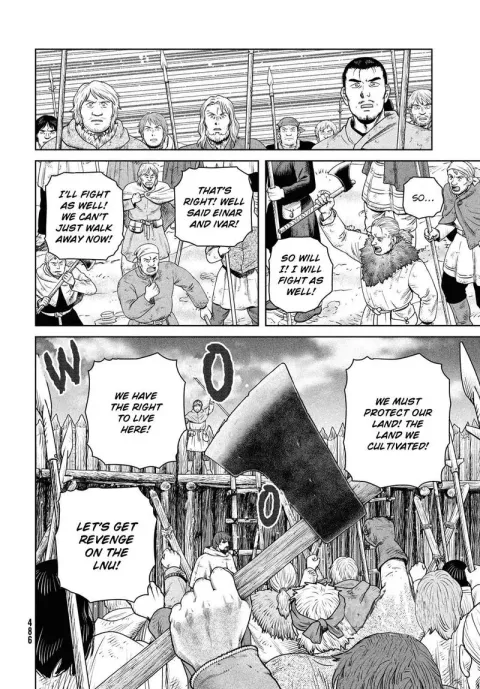 SO...
SO WILL
I! I WILL
FIGHT AS
WELL!
THAT'S
RIGHT! WELL
SAID EINAR
AND IVAR!
I'LL FIGHT
AS WELL!
WE CAN'T
JUST WALK
AWAY NOW!
WOO
WE MUST
PROTECT OUR
LAND! THE LAND
WE CULTIVATED!
WE HAVE
THE RIGHT
TO LIVE
HERE!
LET'S GET
REVENGE
ON THE
LNU!
486